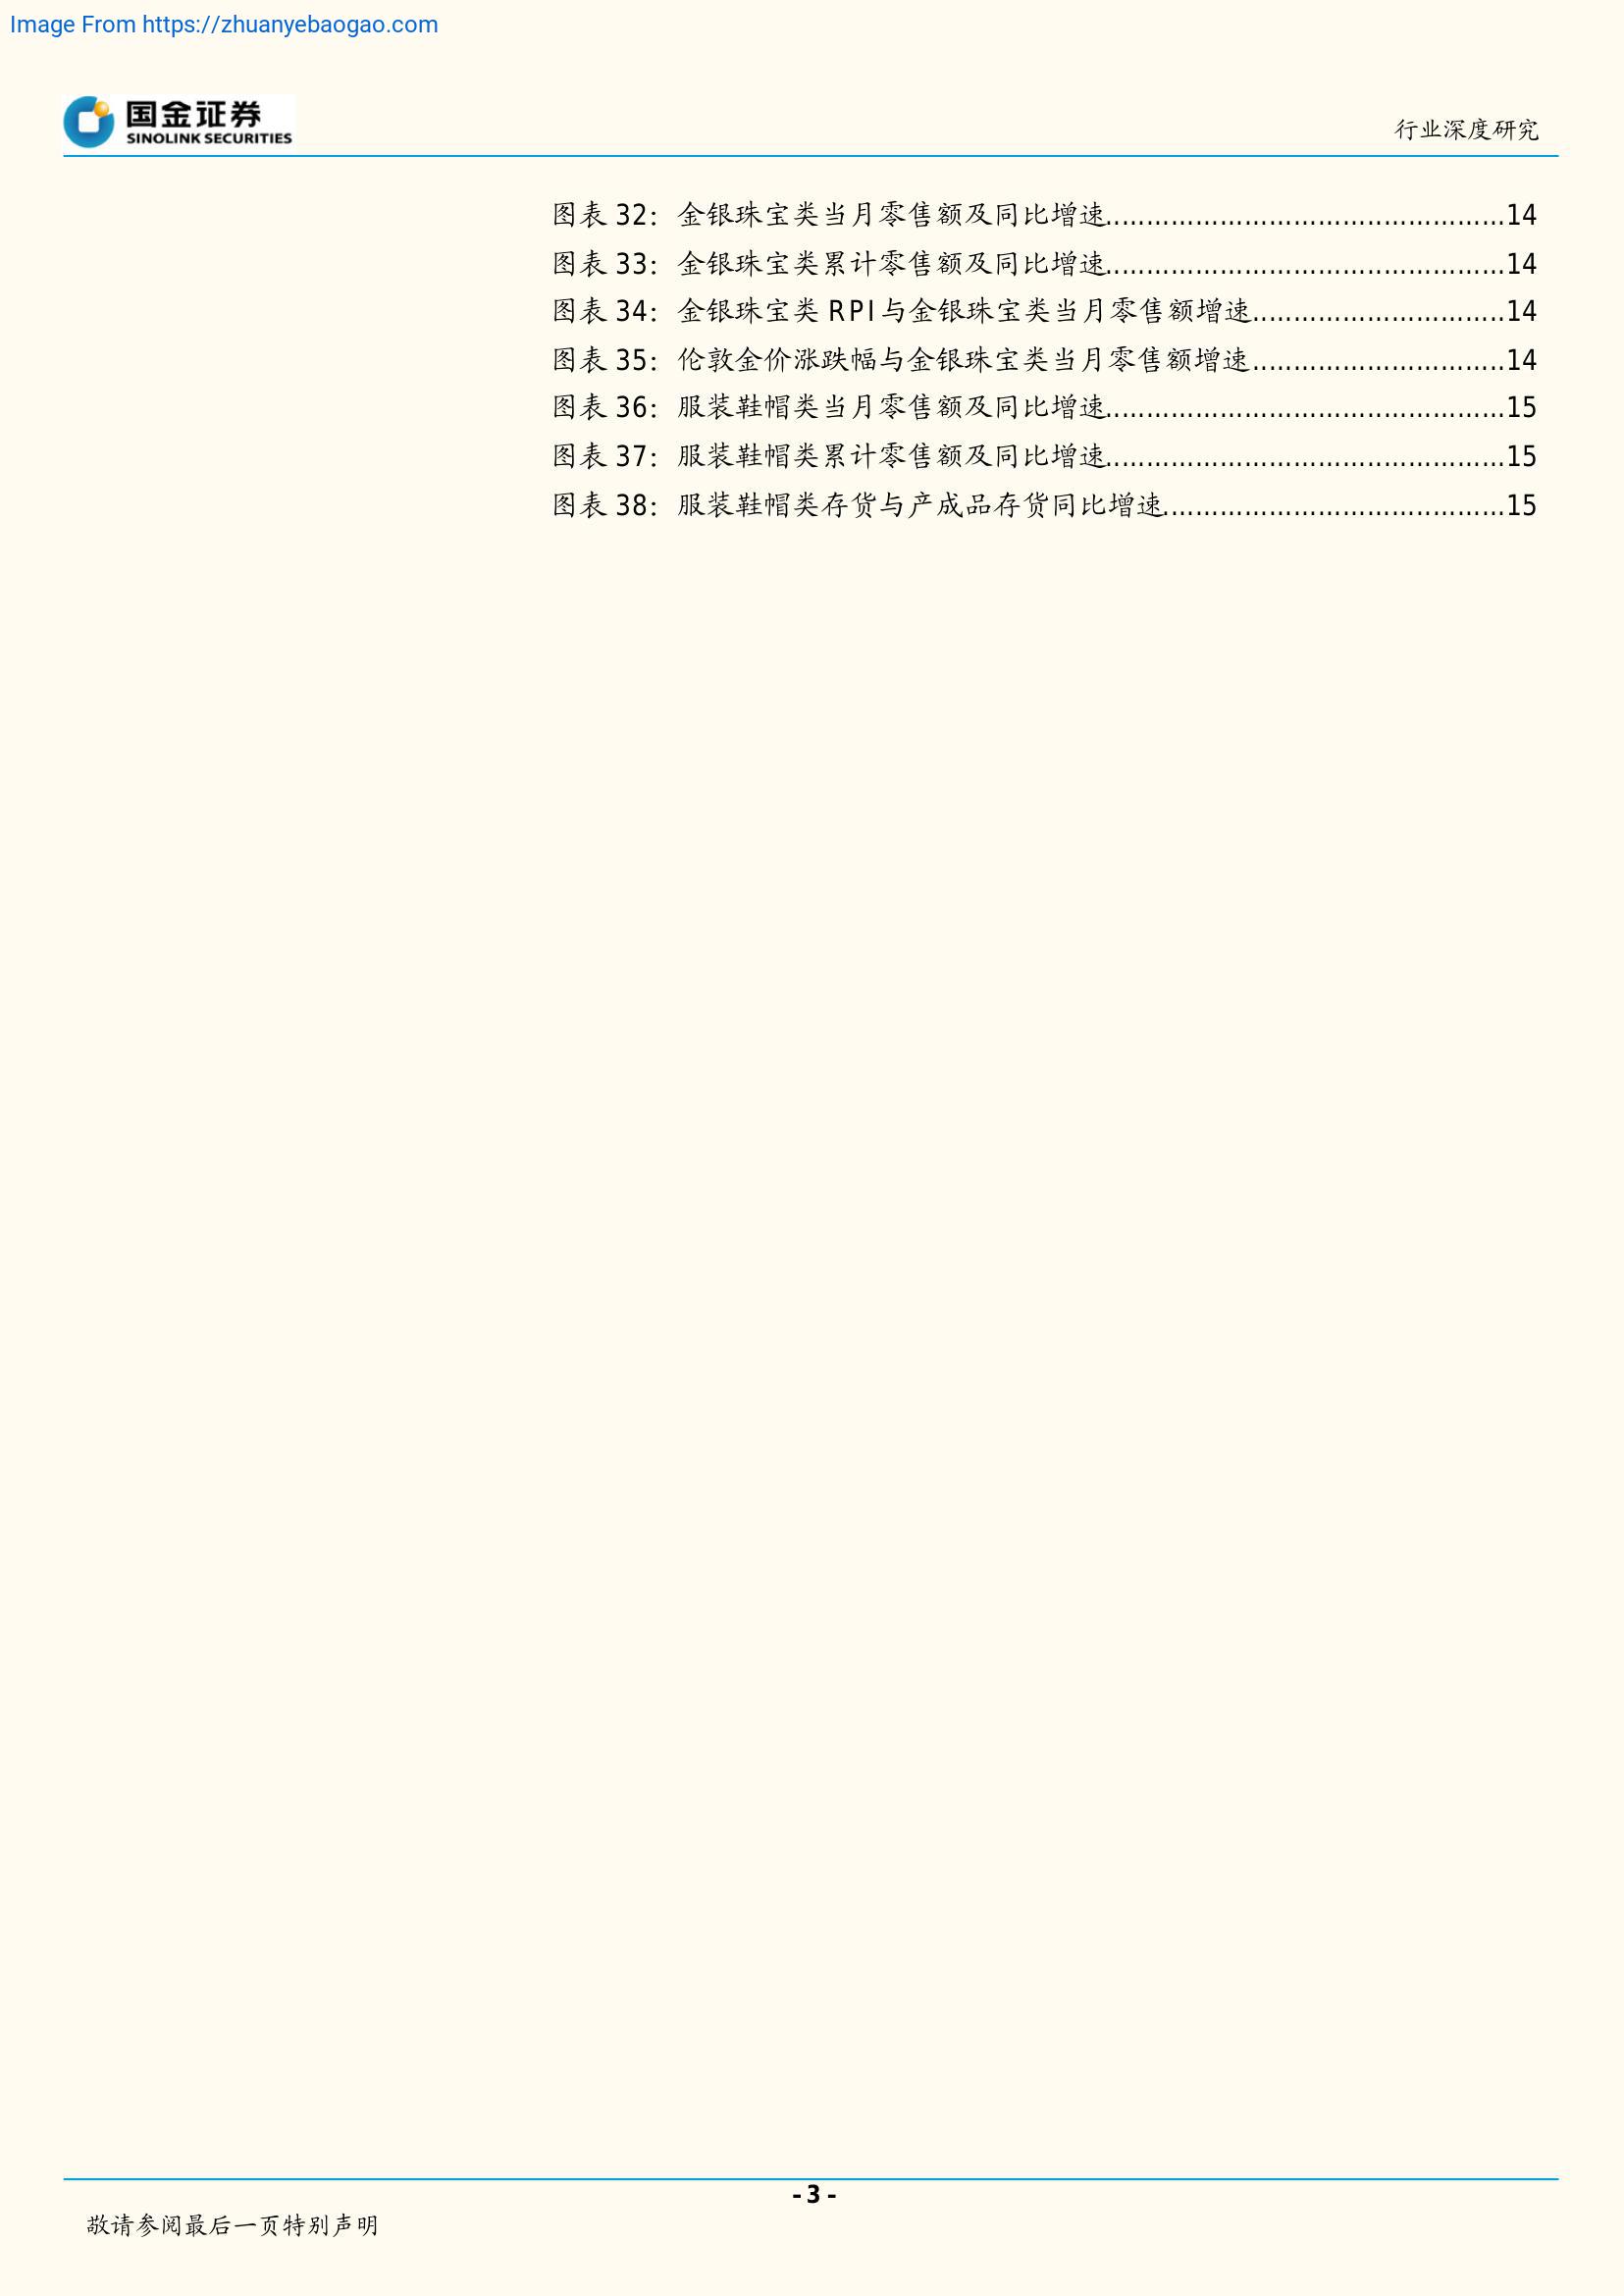 Image From https://zhuanyebaogao.com
国金证券
SINOLINK SECURITIES
行业深度研究
图表 32：金银珠宝类当月零售额及同比增速................................................14
图表 33：金银珠宝类累计零售额及同比增速................................................14
图表 34：金银珠宝类 RPI 与金银珠宝类当月零售额增速...............................14
图表 35：伦敦金价涨跌幅与金银珠宝类当月零售额增速...............................14
图表 36：服装鞋帽类当月零售额及同比增速................................................15
图表 37：服装鞋帽类累计零售额及同比增速................................................15
图表 38：服装鞋帽类存货与产成品存货同比增速..........................................15
- 3 -
敬请参阅最后一页特别声明